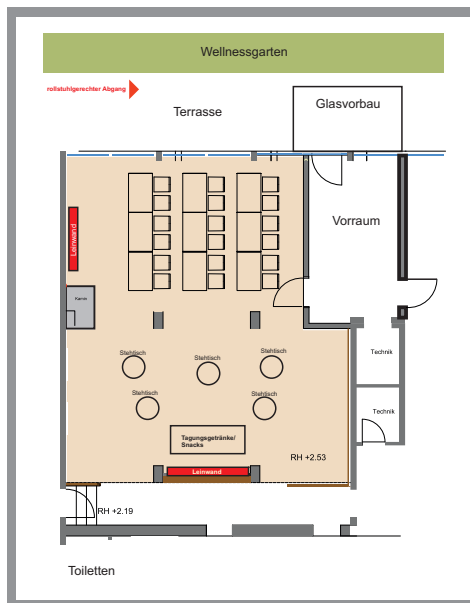 Wellnessgarten
rollstuhlgerechter Abgang
Terrasse
Glasvorbau
Vorraum
Leinwand
Kamin
Stehtisch
Stehtisch
Stehtisch
Technik
Stehtisch
Stehtisch
Technik
Tagungsgetränke/
Snacks
RH +2.53
Leinwand
RH +2.19
Toiletten